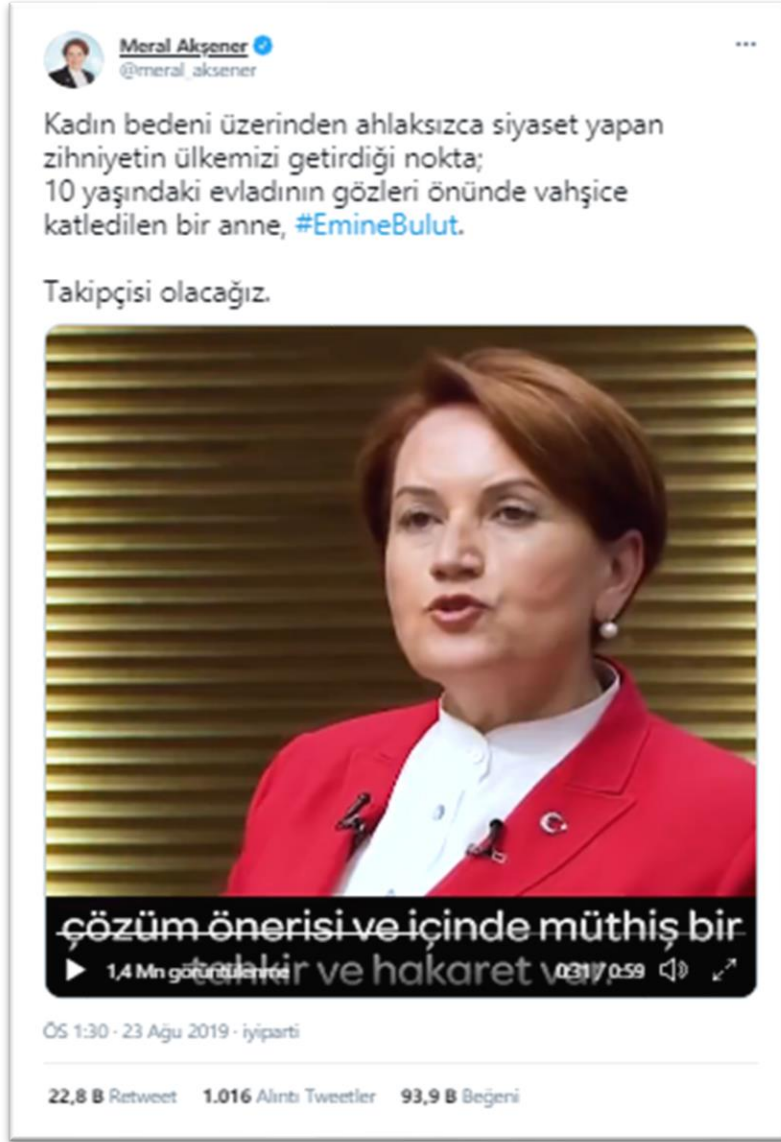 Meral Akşener
@meral_aksener
Kadın bedeni üzerinden ahlaksızca siyaset yapan
zihniyetin ülkemizi getirdiği nokta;
10 yaşındaki evladının gözleri önünde vahşice
katledilen bir anne, #EmineBulut.
Takipçisi olacağız.
çözüm önerisi ve içinde müthiş bir
tahkir ve hakaret var.
1,4 Mn görüntülenme
0:31 / 0:59
ÖS 1:30 · 23 Ağu 2019 · iyiparti
22,8 B Retweet 1.016 Alıntı Tweetler 93,9 B Beğeni